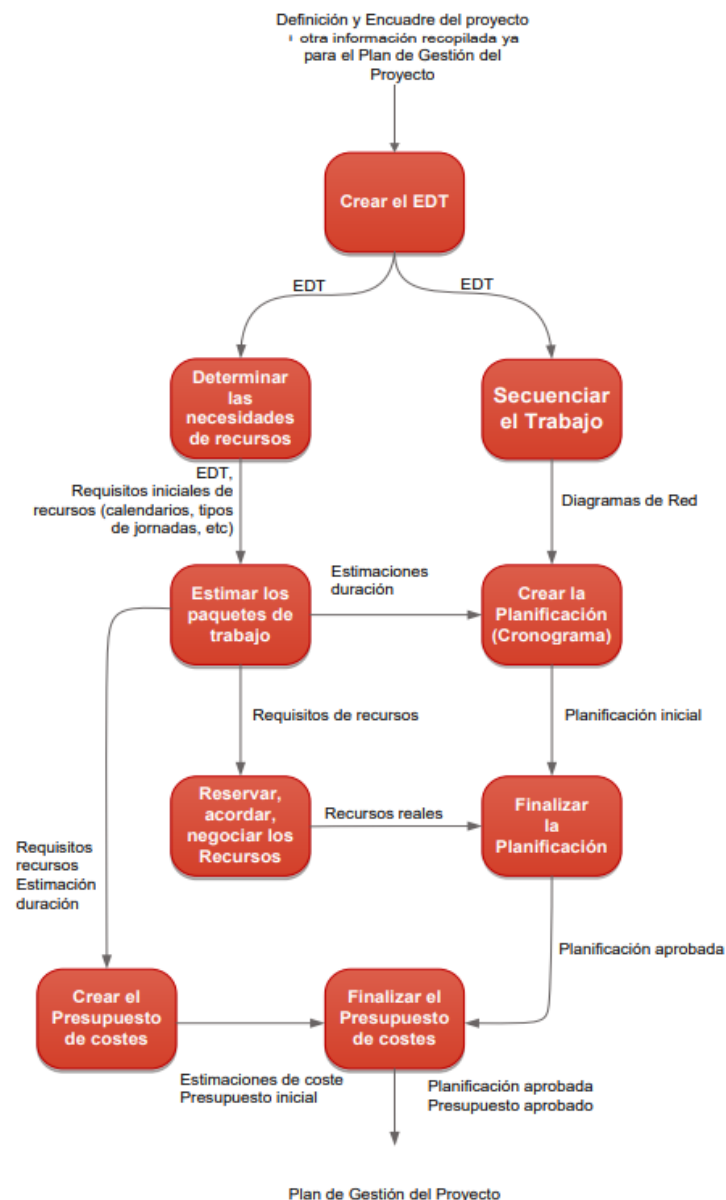 Definición y Encuadre del proyecto
otra información recopilada ya
para el Plan de Gestión del
Proyecto
Crear el EDT
EDT
EDT
Determinar
las
necesidades
de recursos
Secuenciar
el Trabajo
EDT,
Requisitos iniciales de
recursos (calendarios, tipos
de jornadas, etc)
Diagramas de Red
Estimar los
paquetes de
trabajo
Estimaciones
duración
Crear la
Planificación
(Cronograma)
Requisitos de recursos
Planificación inicial
Reservar,
acordar,
negociar los
Recursos
Recursos reales
Finalizar
la
Planificación
Requisitos
recursos
Estimación
duración
Planificación aprobada
Crear el
Presupuesto
de costes
Finalizar el
Presupuesto
de costes
Estimaciones de coste
Presupuesto inicial
Planificación aprobada
Presupuesto aprobado
Plan de Gestión del Proyecto